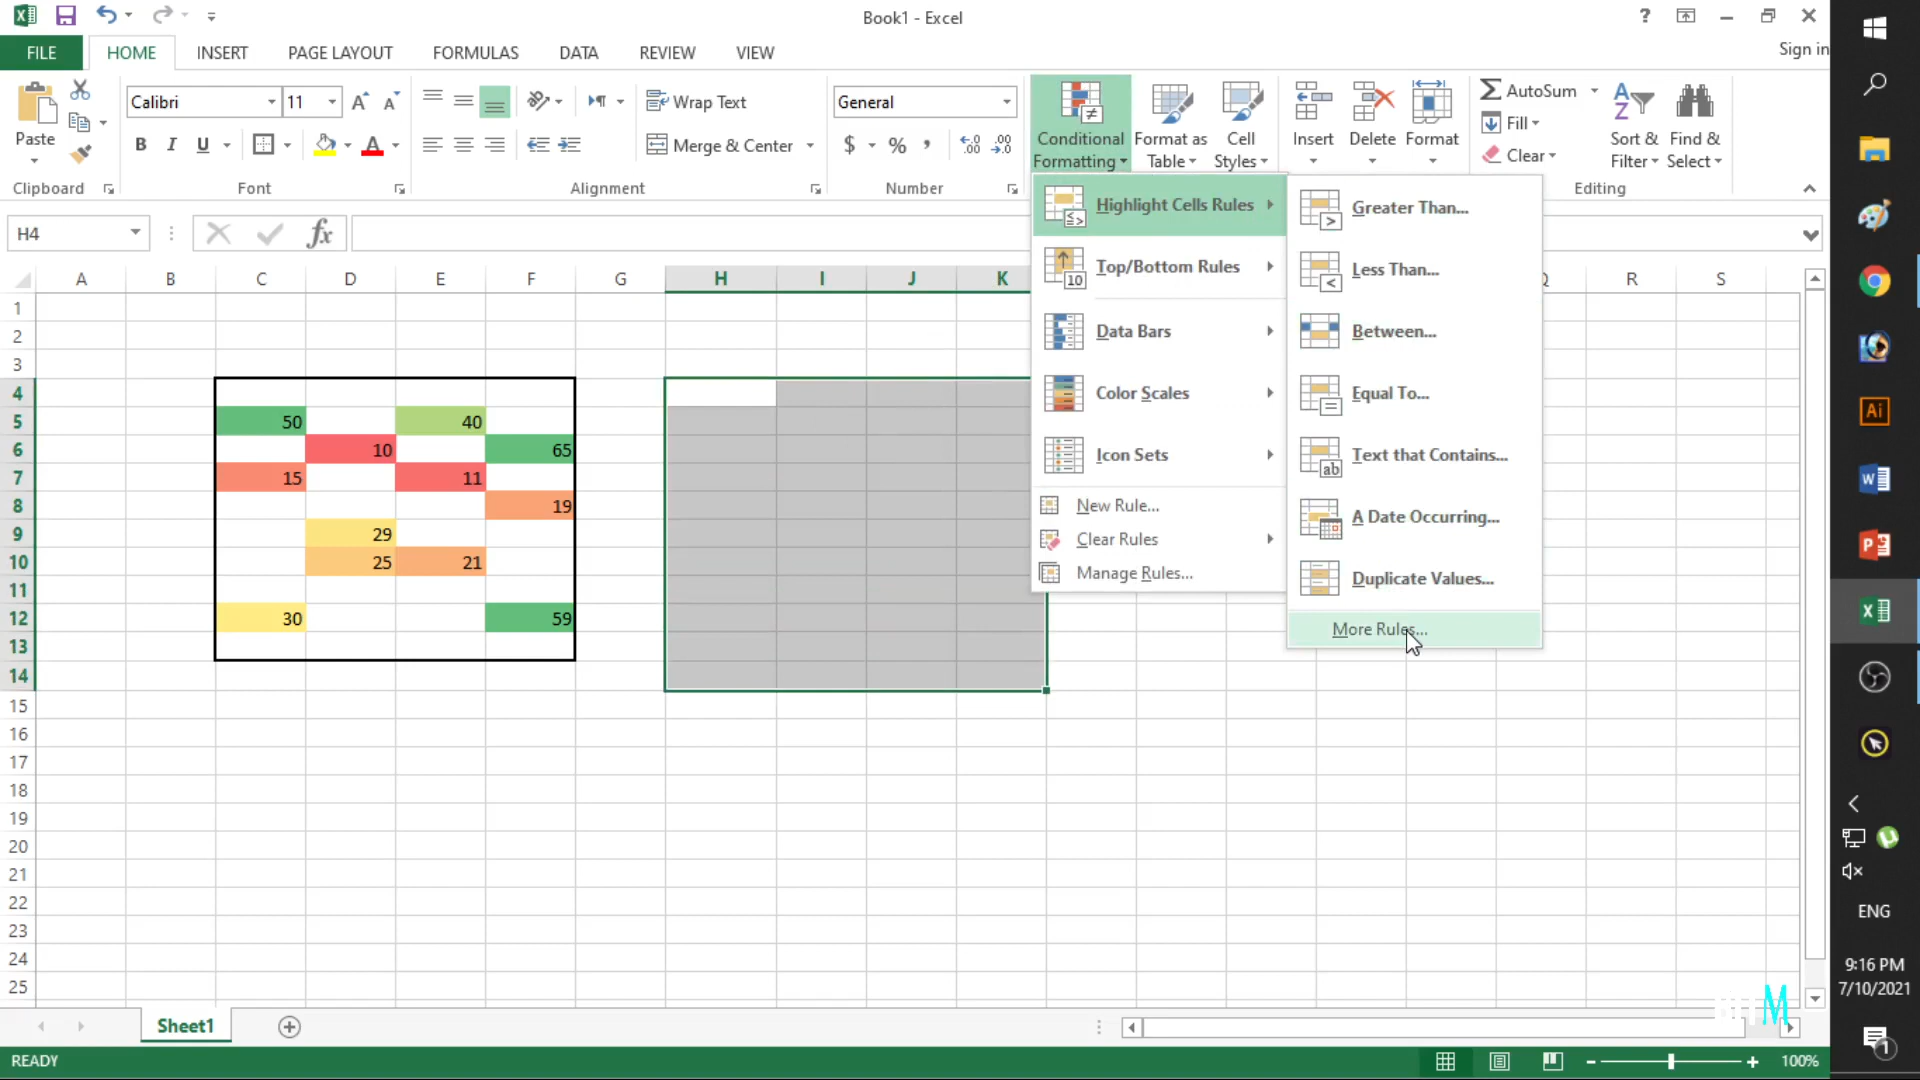 Book1 - Excel
?
FILE HOME INSERT PAGE LAYOUT FORMULAS DATA REVIEW VIEW Sign in
Paste
Calibri 11
B I U
Wrap Text
Merge & Center
General
$ % ,
Conditional Formatting
Format as Table
Cell Styles
Insert
Delete
Format
AutoSum
Fill
Clear
Sort & Filter
Find & Select
Clipboard Font Alignment Number Editing
H4 fx
Highlight Cells Rules
Top/Bottom Rules
Data Bars
Color Scales
Icon Sets
New Rule...
Clear Rules
Manage Rules...
Greater Than...
Less Than...
Between...
Equal To...
Text that Contains...
A Date Occurring...
Duplicate Values...
More Rules...
A B C D E F G H I J K Q R S
1
2
3
4
5 50 40
6 10 65
7 15 11
8 19
9 29
10 25 21
11
12 30 59
13
14
15
16
17
18
19
20
21
22
23
24
25
Sheet1
READY
100%
ENG
9:16 PM
7/10/2021
1